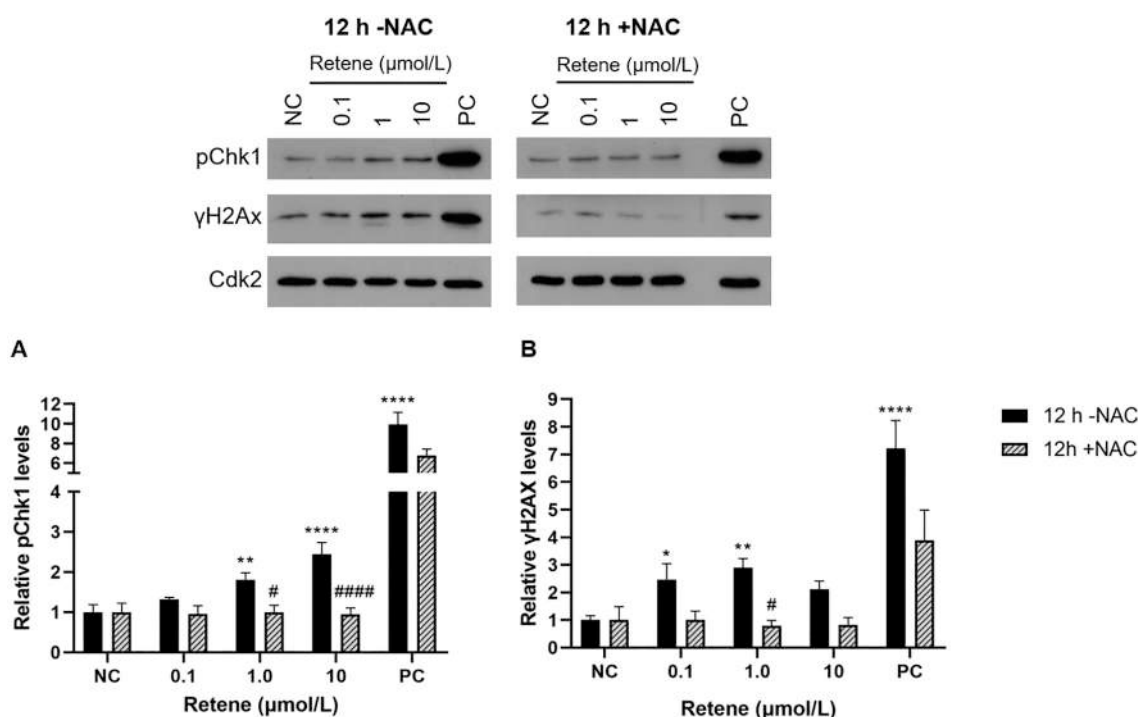 12 h -NAC
12 h +NAC
Retene (µmol/L)
Retene (µmol/L)
NC
0.1
1
10
PC
NC
0.1
1
10
PC
pChk1
γH2Ax
Cdk2
A
B
Relative pChk1 levels
12
10
8
6
4
3
2
1
0
**
#
****
####
****
NC
0.1
1.0
10
PC
Retene (µmol/L)
Relative γH2AX levels
9
8
7
6
5
4
3
2
1
0
*
**
#
****
NC
0.1
1.0
10
PC
Retene (µmol/L)
12 h -NAC
12h +NAC